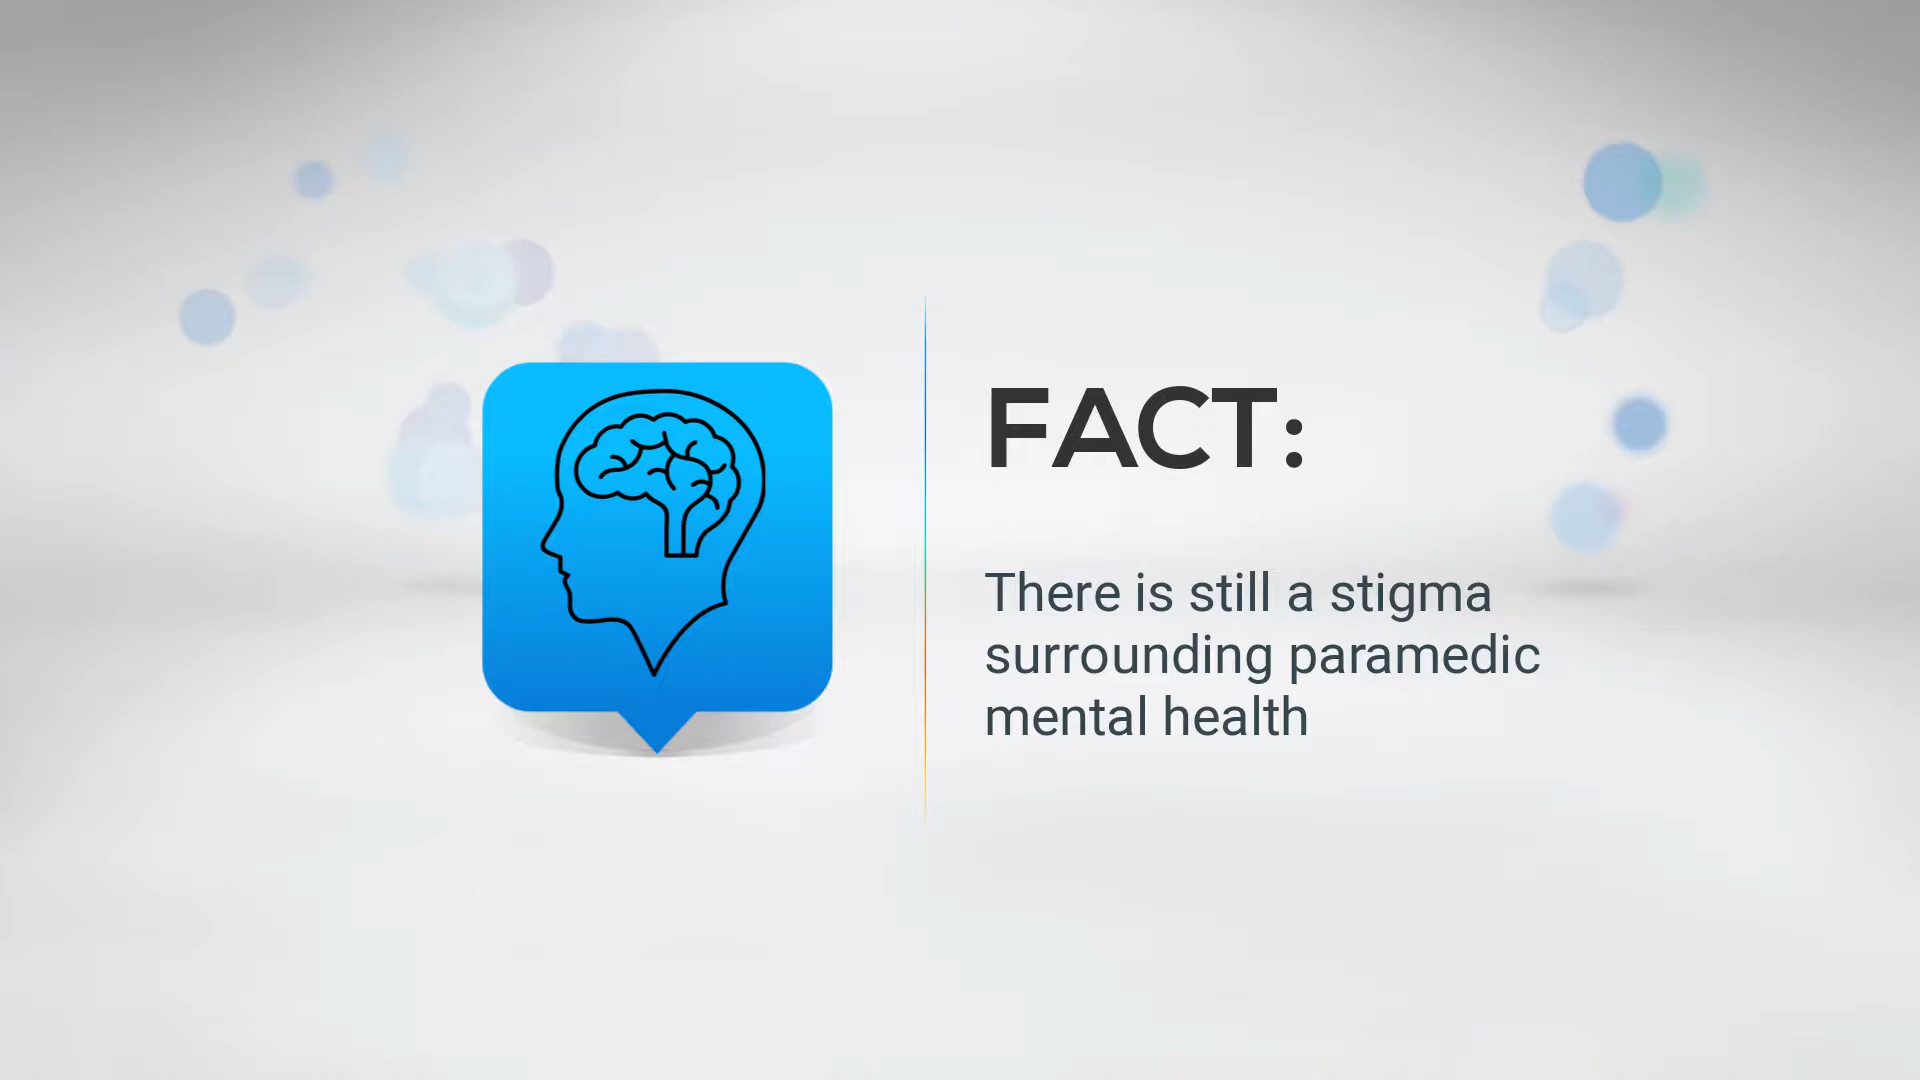 FACT:
There is still a stigma
surrounding paramedic
mental health